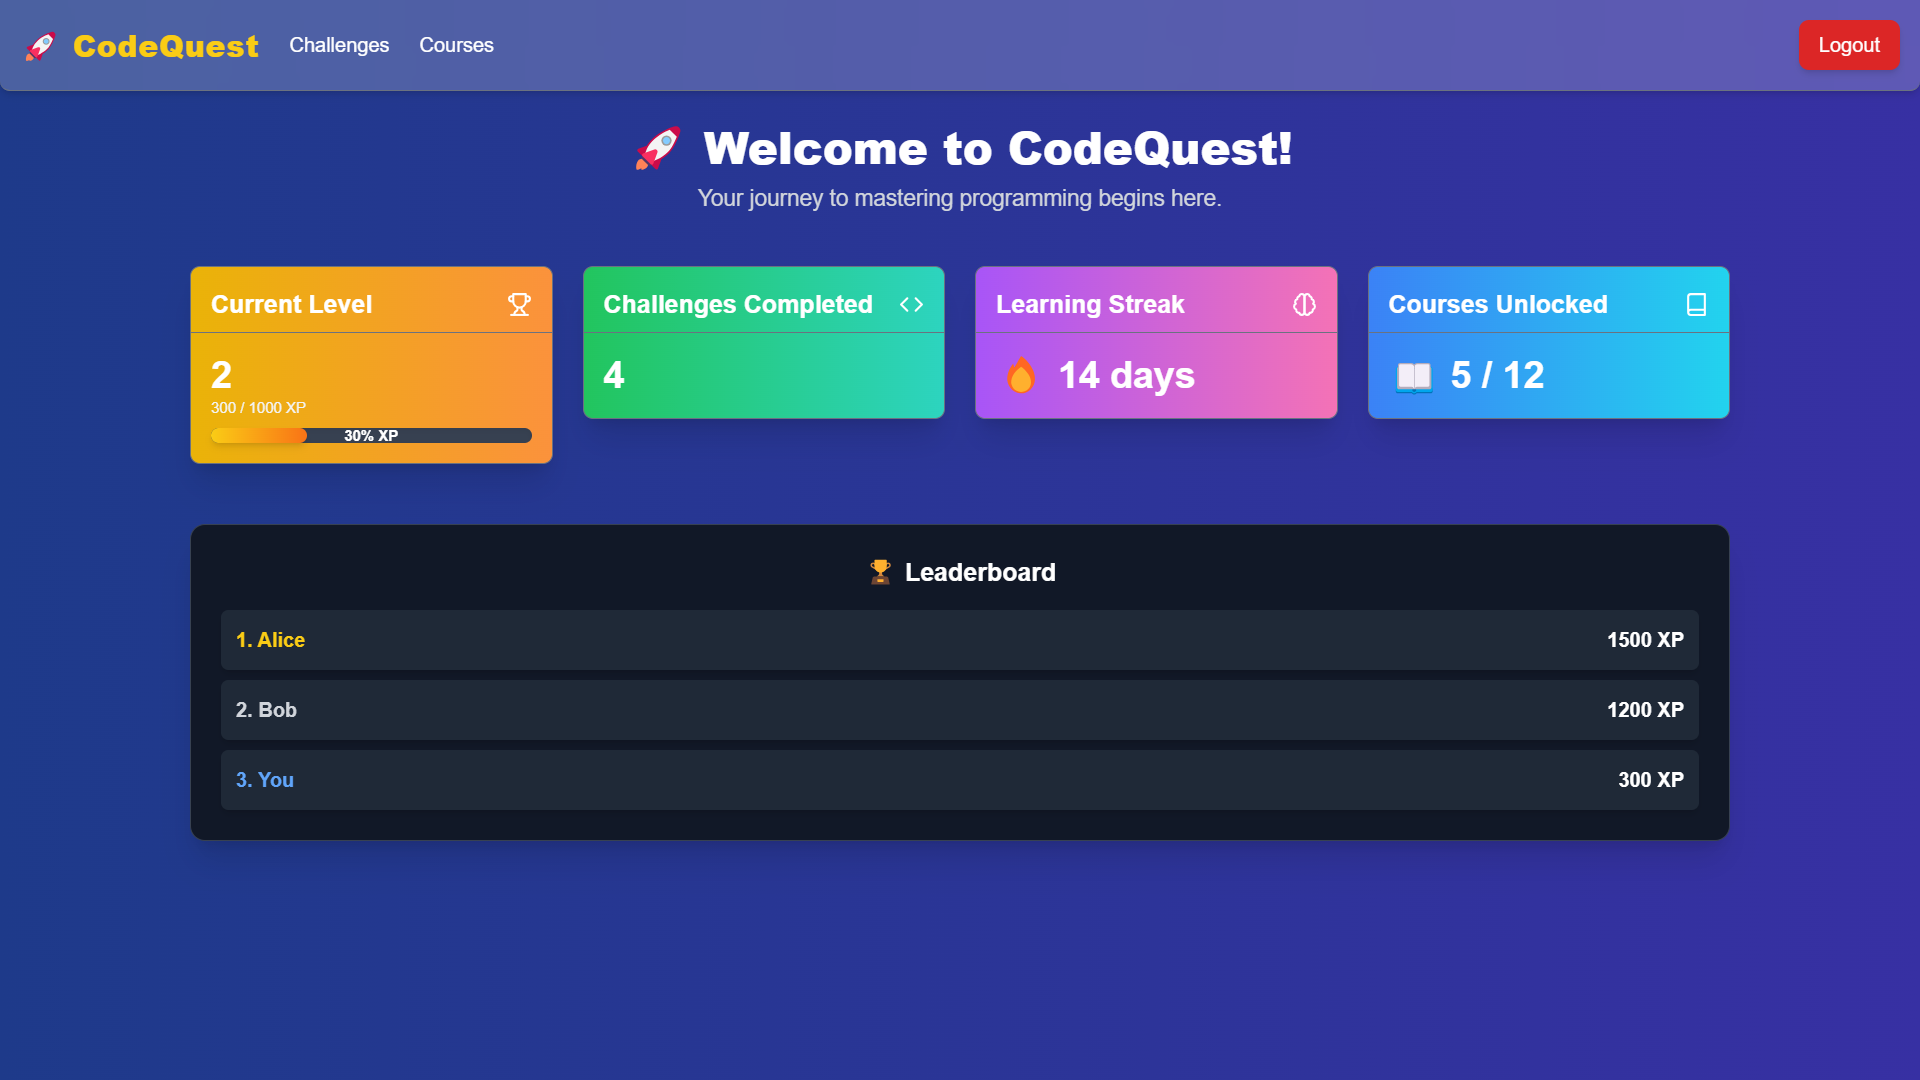 🚀 CodeQuest Challenges Courses Logout
🚀 Welcome to CodeQuest!
Your journey to mastering programming begins here.
Current Level
2
300 / 1000 XP
30% XP
Challenges Completed
4
Learning Streak
🔥 14 days
Courses Unlocked
📖 5 / 12
🏆 Leaderboard
1. Alice 1500 XP
2. Bob 1200 XP
3. You 300 XP